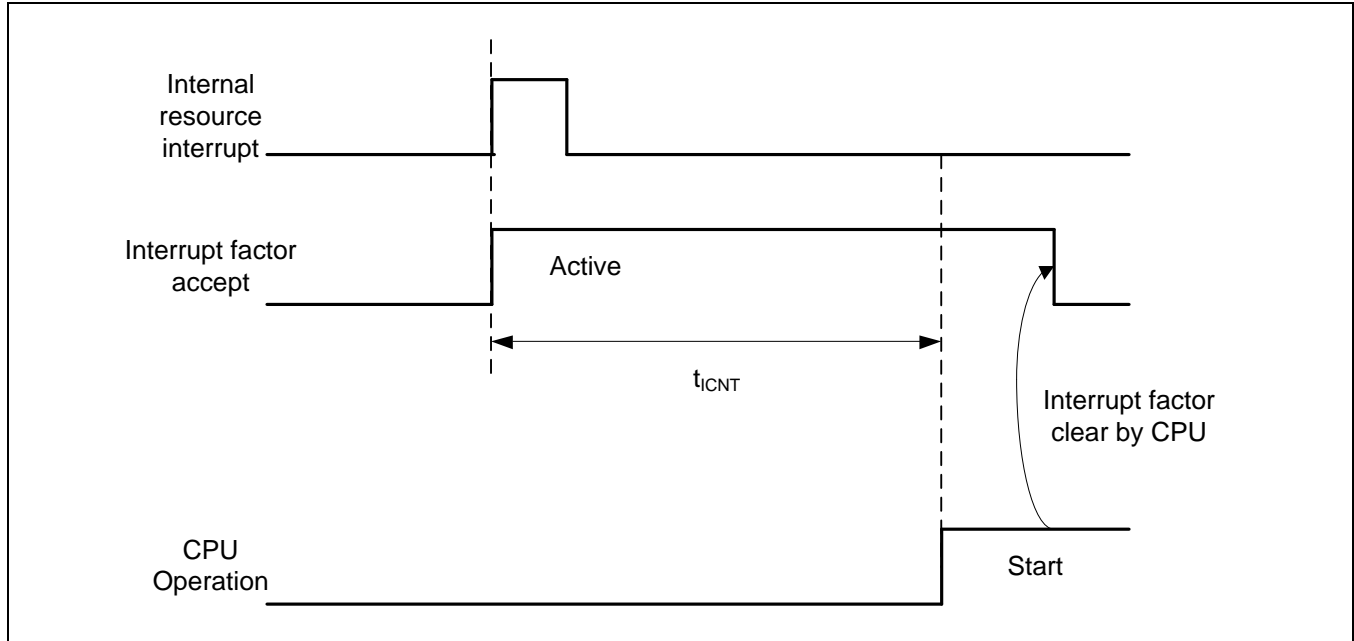 Internal
resource
interrupt
Interrupt factor
accept
Active
tICNT
Interrupt factor
clear by CPU
CPU
Operation
Start